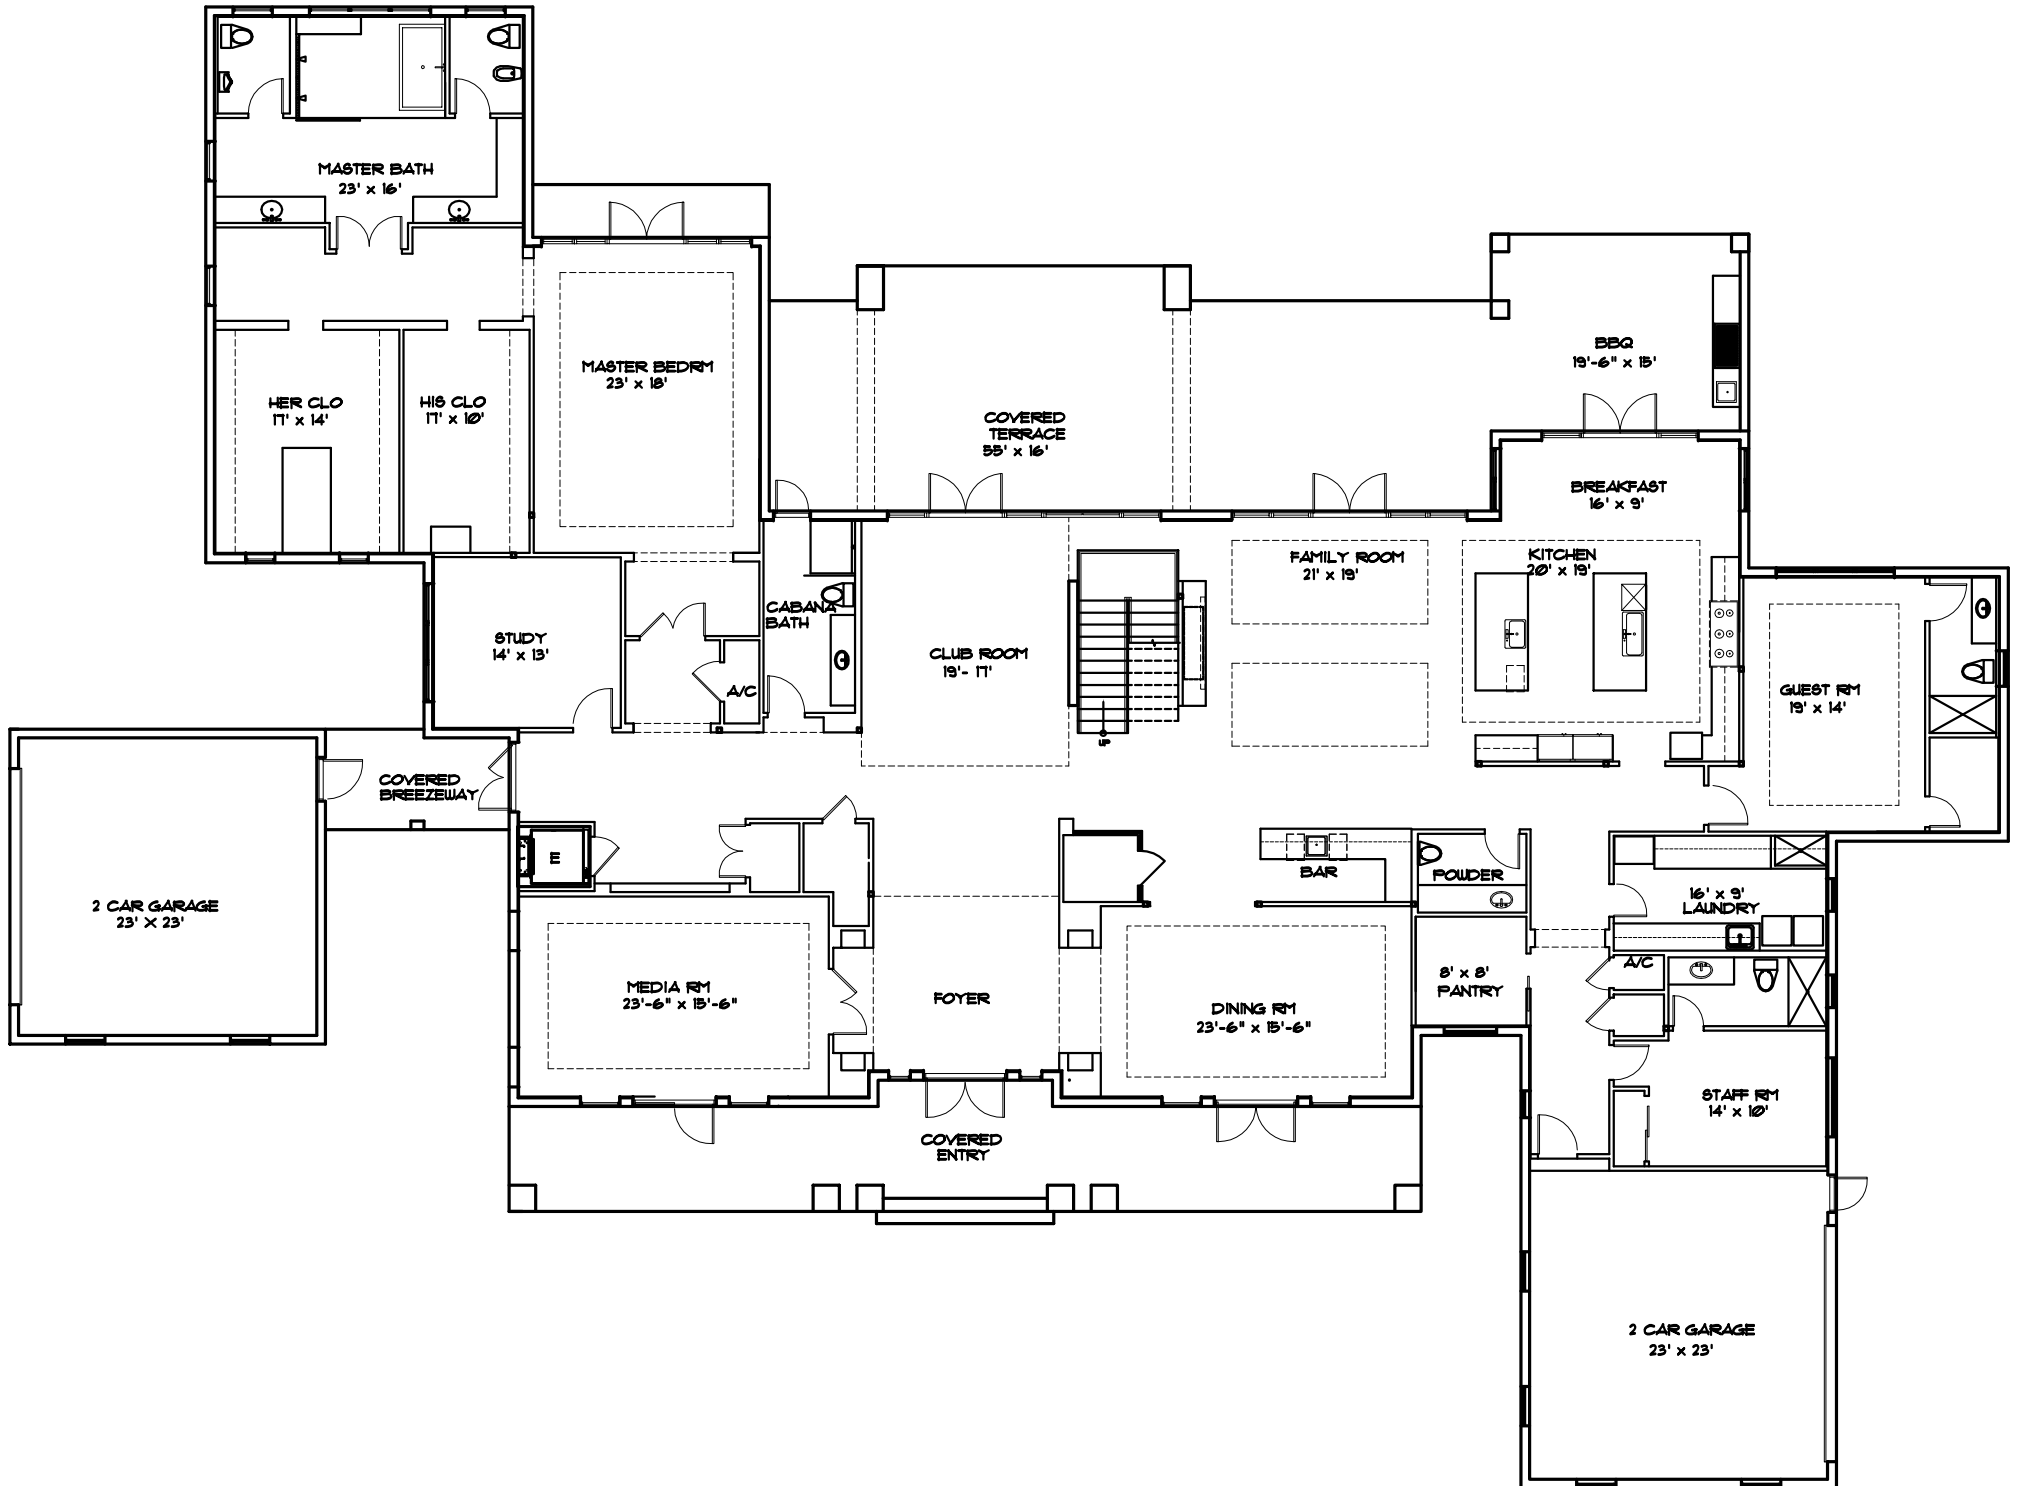 MASTER BATH
23' x 16'
MASTER BEDRM
23' x 18'
HER CLO
17' x 14'
HIS CLO
17' x 10'
COVERED
TERRACE
55' x 16'
BBQ
19'-6" x 15'
BREAKFAST
16' x 9'
FAMILY ROOM
21' x 19'
KITCHEN
20' x 19'
CABANA
BATH
STUDY
14' x 13'
A/C
CLUB ROOM
19'- 17'
UP
GUEST RM
19' x 14'
COVERED
BREEZEWAY
2 CAR GARAGE
23' X 23'
E
BAR
POWDER
16' x 9'
LAUNDRY
A/C
8' x 8'
PANTRY
MEDIA RM
23'-6" x 15'-6"
FOYER
DINING RM
23'-6" x 15'-6"
STAFF RM
14' x 10'
COVERED
ENTRY
2 CAR GARAGE
23' x 23'